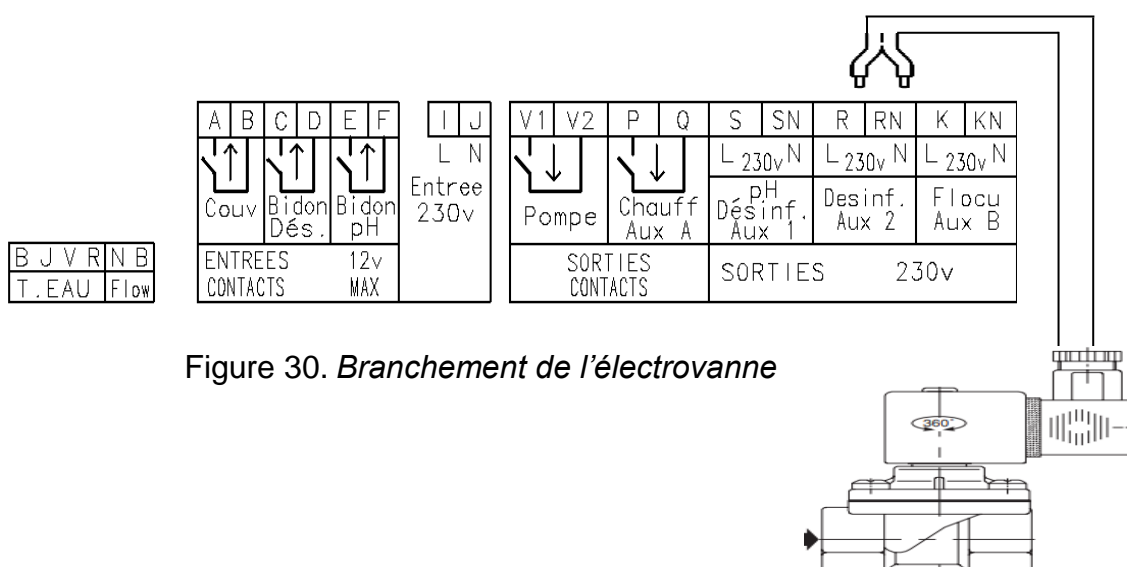 A B C D E F I J V1 V2 P Q S SN R RN K KN
L N L 230v N L 230v N L 230v N
Couv Bidon Dés. Bidon pH
Entree 230v
Pompe
Chauff Aux A
pH Désinf. Aux 1
Desinf. Aux 2
Flocu Aux B
B J V R N B
T.EAU Flow
ENTREES 12v
CONTACTS MAX
SORTIES
CONTACTS
SORTIES 230v
Figure 30. Branchement de l’électrovanne
360°